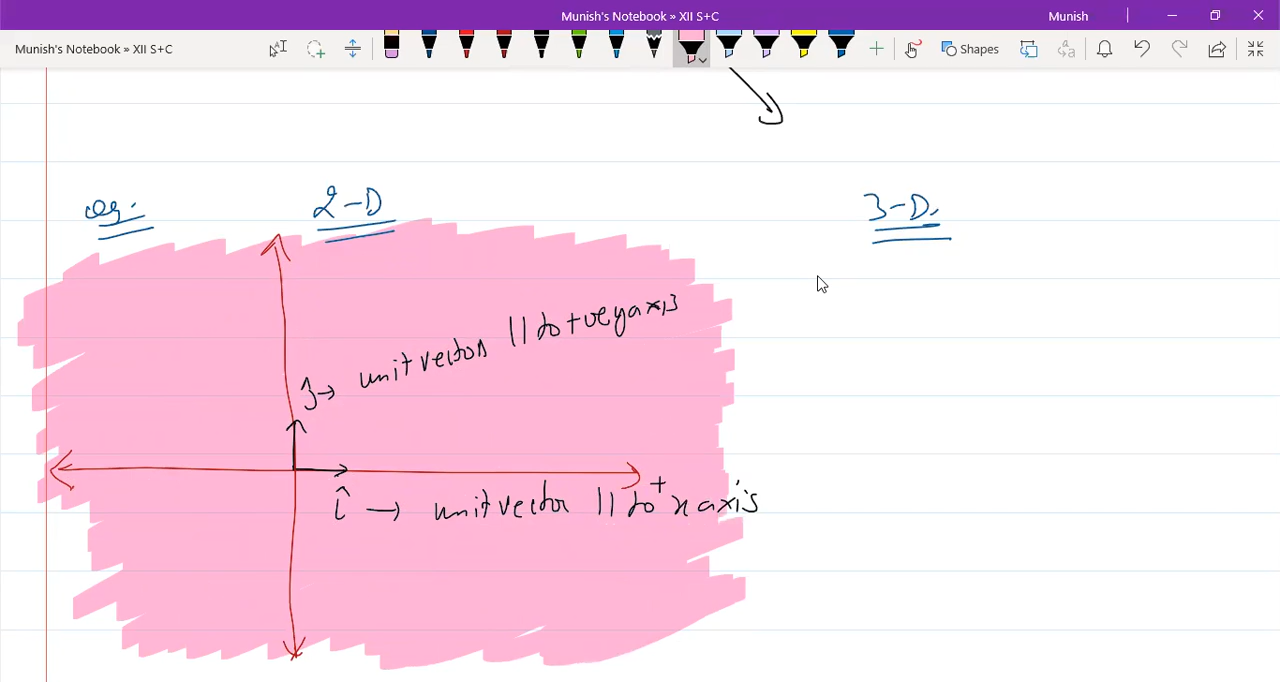 Munish's Notebook » XII S+C
Munish
Munish's Notebook » XII S+C
Shapes
eg.
2-D
3-D.
ĵ → unit vector || to +ve y axis
î → unit vector || to + x axis